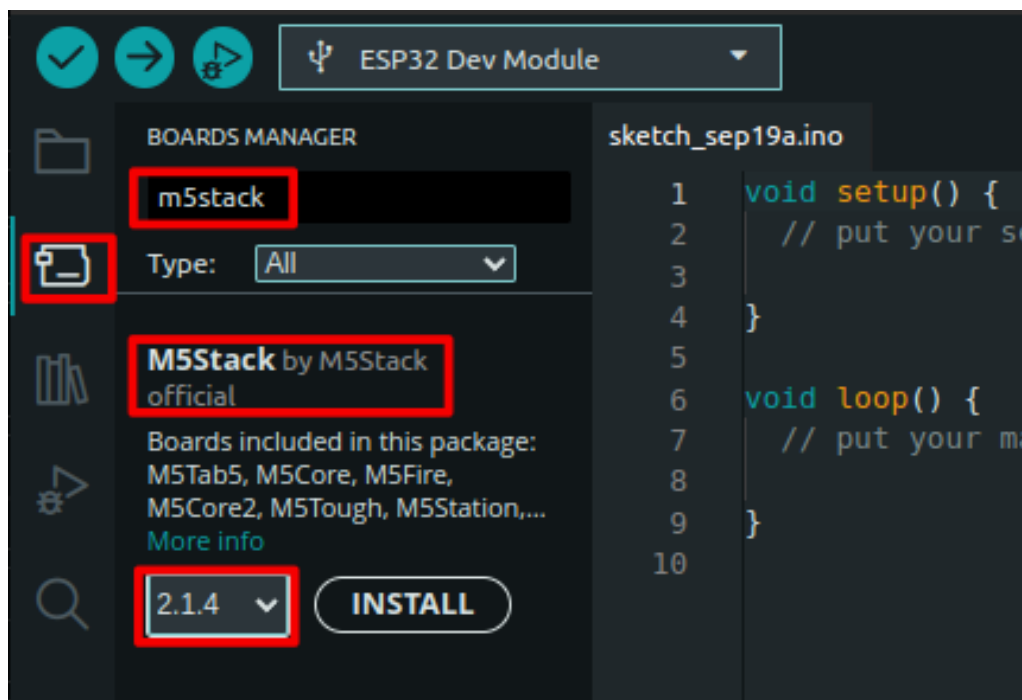 ESP32 Dev Module
BOARDS MANAGER
m5stack
Type: All
M5Stack by M5Stack
official
Boards included in this package:
M5Tab5, M5Core, M5Fire,
M5Core2, M5Tough, M5Station,...
More info
2.1.4 INSTALL
sketch_sep19a.ino
1 void setup() {
2 // put your s
3
4 }
5
6 void loop() {
7 // put your m
8
9 }
10